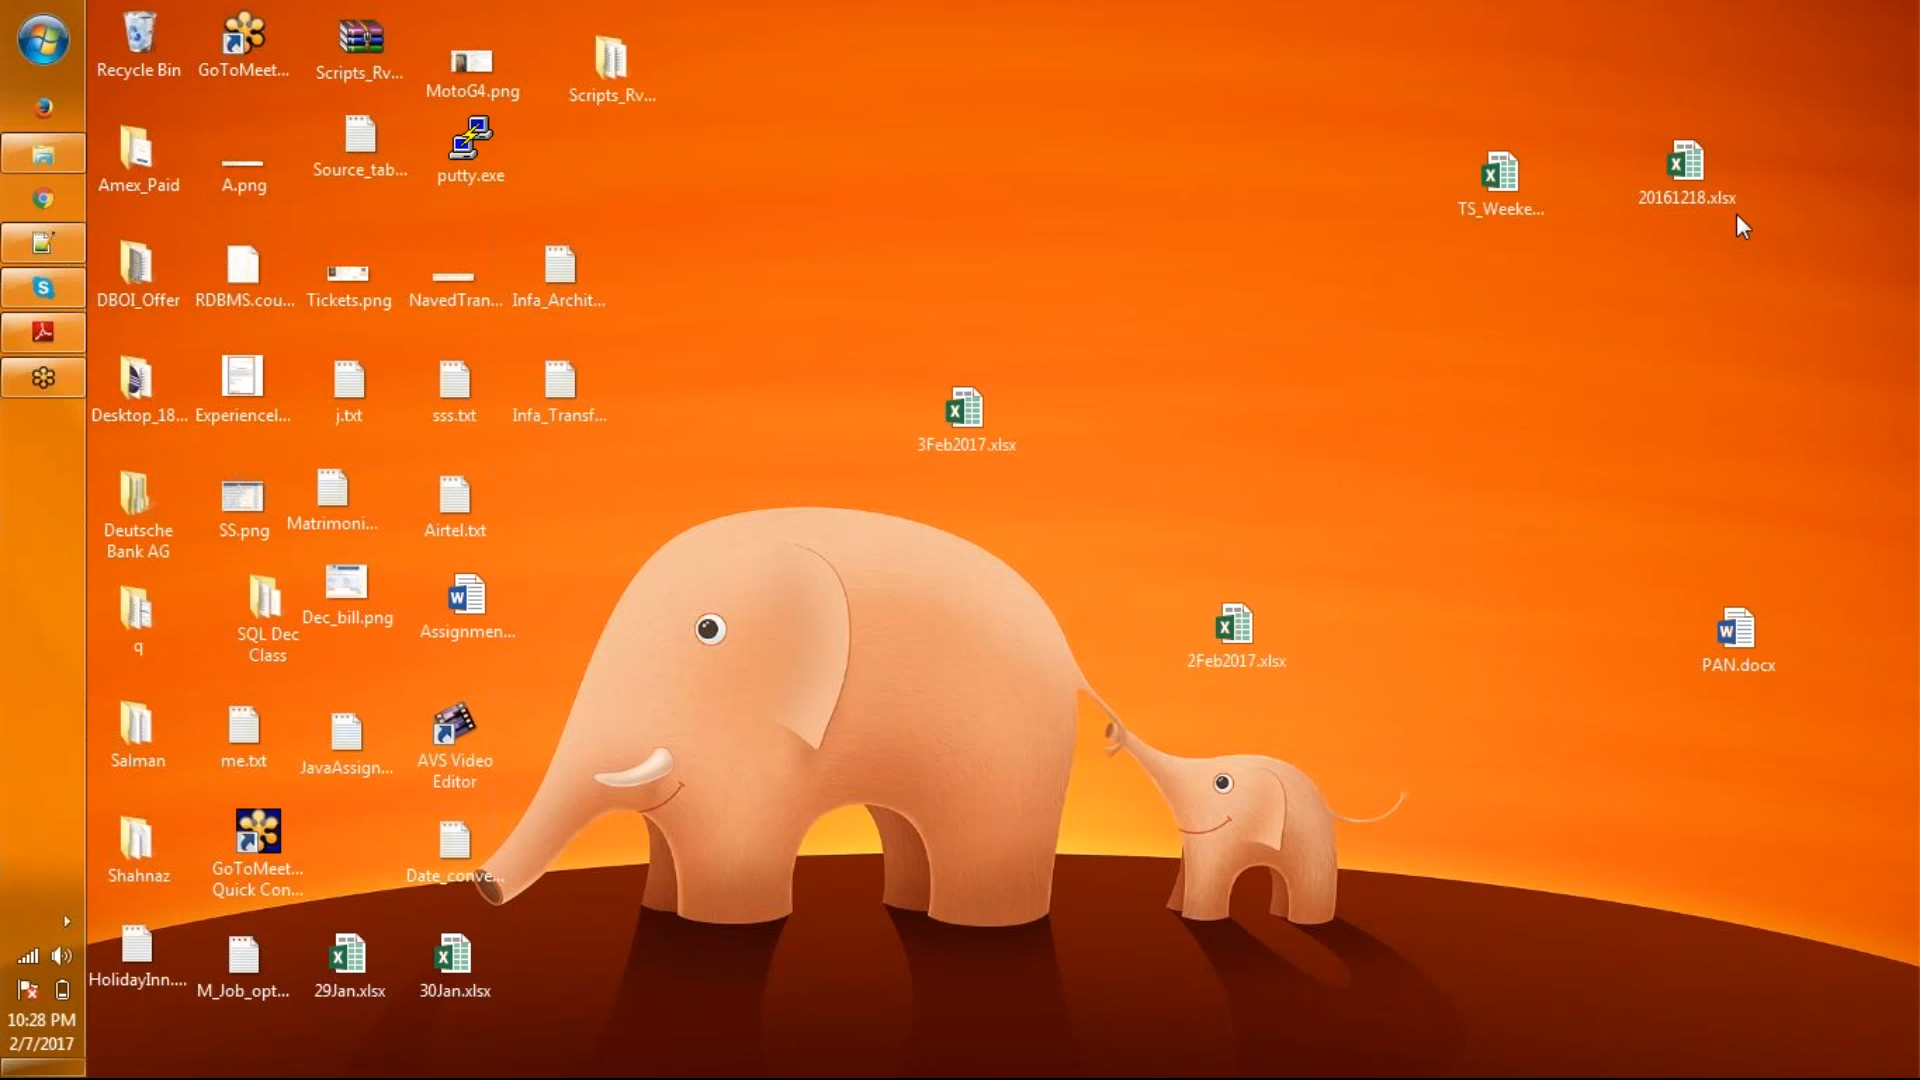 Recycle Bin
GoToMeet...
Scripts_Rv...
MotoG4.png
Scripts_Rv...
Amex_Paid
A.png
Source_tab...
putty.exe
TS_Weeke...
20161218.xlsx
DBOI_Offer
RDBMS.cou...
Tickets.png
NavedTran...
Infa_Archit...
Desktop_18...
Experiencel...
j.txt
sss.txt
Infa_Transf...
3Feb2017.xlsx
Deutsche
Bank AG
SS.png
Matrimoni...
Airtel.txt
q
SQL Dec
Class
Dec_bill.png
Assignmen...
2Feb2017.xlsx
PAN.docx
Salman
me.txt
JavaAssign...
AVS Video
Editor
Shahnaz
GoToMeet...
Quick Con...
Date_conve...
HolidayInn....
M_Job_opt...
29Jan.xlsx
30Jan.xlsx
10:28 PM
2/7/2017